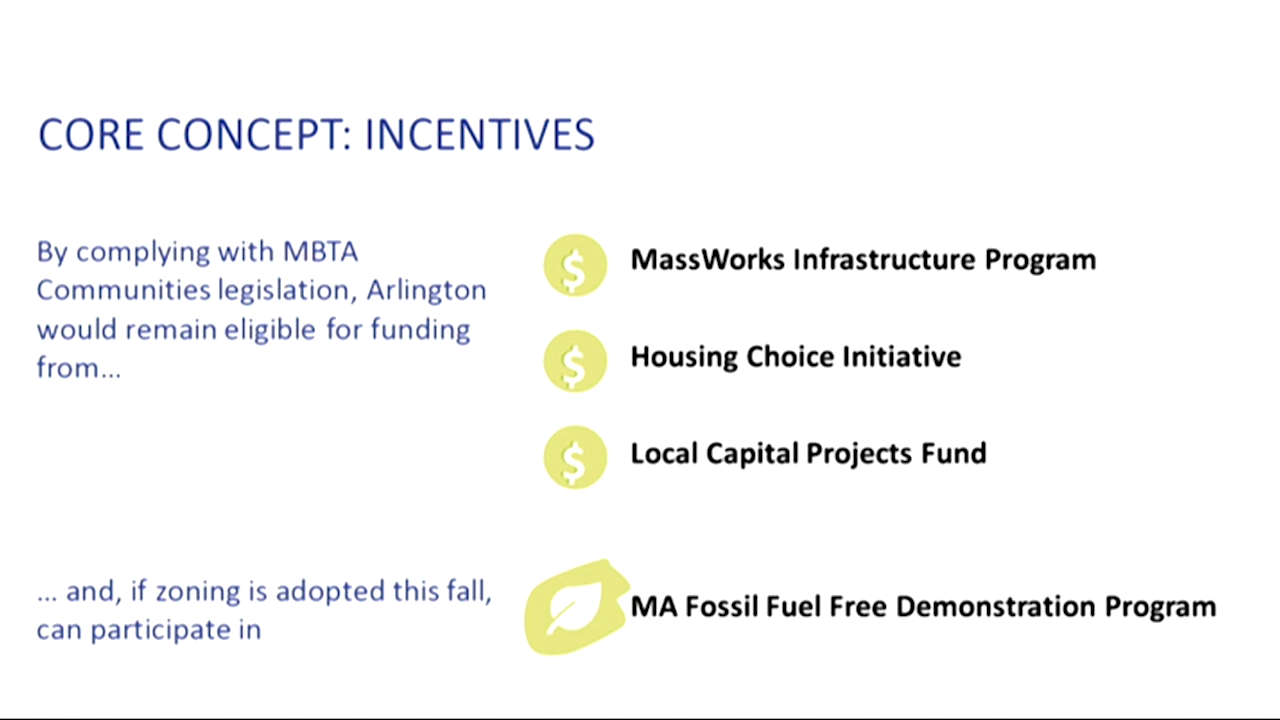 CORE CONCEPT: INCENTIVES
By complying with MBTA
Communities legislation, Arlington
would remain eligible for funding
from...
$ MassWorks Infrastructure Program
$ Housing Choice Initiative
$ Local Capital Projects Fund
... and, if zoning is adopted this fall,
can participate in
MA Fossil Fuel Free Demonstration Program